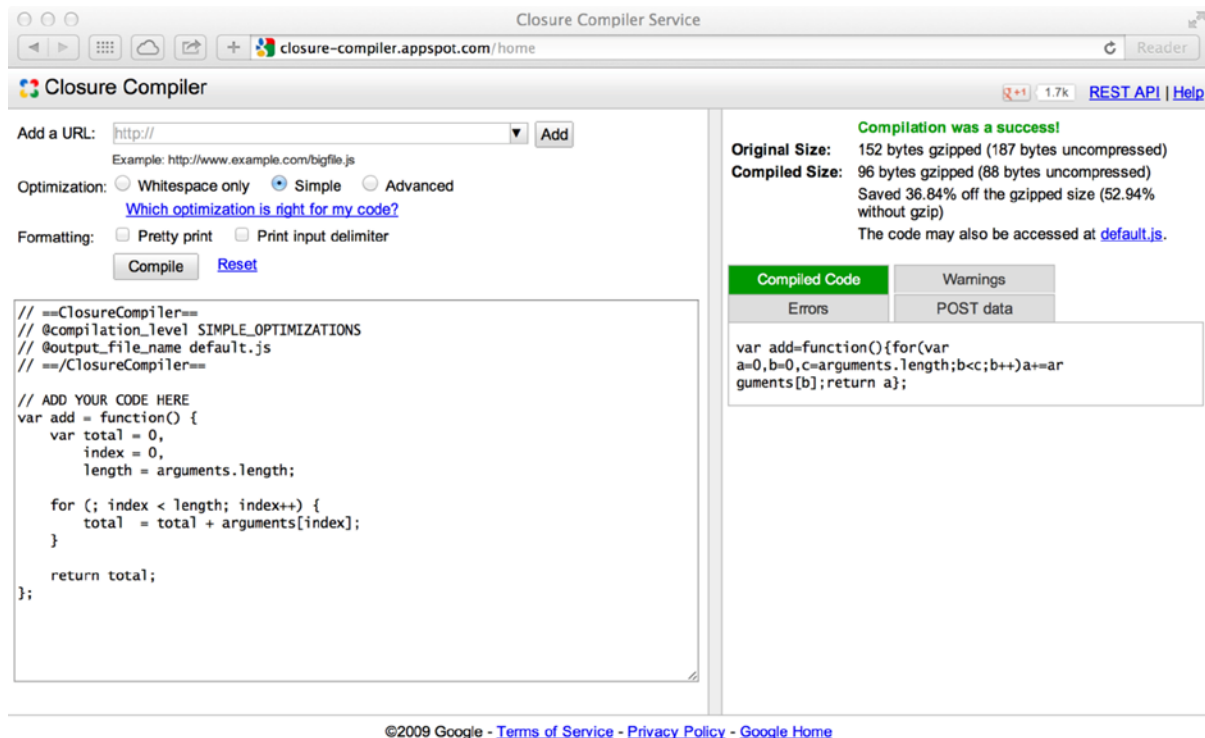 Closure Compiler Service
closure-compiler.appspot.com/home
Reader
Closure Compiler
g+1 1.7k REST API | Help
Add a URL: http:// Add
Example: http://www.example.com/bigfile.js
Optimization: Whitespace only Simple Advanced
Which optimization is right for my code?
Formatting: Pretty print Print input delimiter
Compile Reset
// ==ClosureCompiler==
// @compilation_level SIMPLE_OPTIMIZATIONS
// @output_file_name default.js
// ==/ClosureCompiler==
// ADD YOUR CODE HERE
var add = function() {
    var total = 0,
        index = 0,
        length = arguments.length;
    for (; index < length; index++) {
        total  = total + arguments[index];
    }
    return total;
};
Compilation was a success!
Original Size: 152 bytes gzipped (187 bytes uncompressed)
Compiled Size: 96 bytes gzipped (88 bytes uncompressed)
Saved 36.84% off the gzipped size (52.94%
without gzip)
The code may also be accessed at default.js.
Compiled Code Warnings
Errors POST data
var add=function(){for(var
a=0,b=0,c=arguments.length;b<c;b++)a+=ar
guments[b];return a};
©2009 Google - Terms of Service - Privacy Policy - Google Home